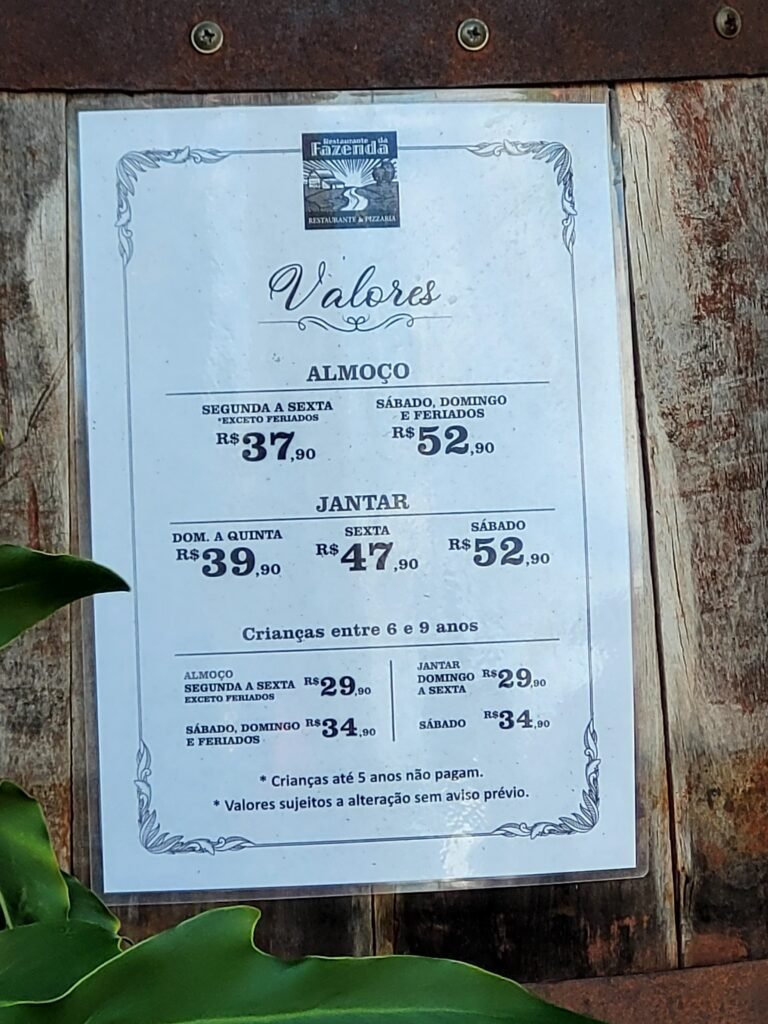 Restaurante da
Fazenda
RESTAURANTE & PIZZARIA
Valores
ALMOÇO
SEGUNDA A SEXTA
*EXCETO FERIADOS
R$37,90
SÁBADO, DOMINGO
E FERIADOS
R$52,90
JANTAR
DOM. A QUINTA
R$39,90
SEXTA
R$47,90
SÁBADO
R$52,90
Crianças entre 6 e 9 anos
ALMOÇO
SEGUNDA A SEXTA R$29,90
EXCETO FERIADOS
SÁBADO, DOMINGO R$34,90
E FERIADOS
JANTAR
DOMINGO R$29,90
A SEXTA
SÁBADO R$34,90
* Crianças até 5 anos não pagam.
* Valores sujeitos a alteração sem aviso prévio.